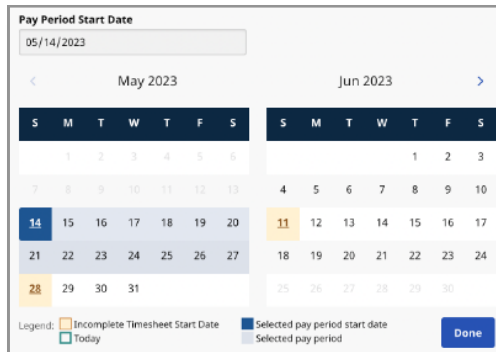 Pay Period Start Date
05/14/2023
May 2023
S M T W T F S
1 2 3 4 5 6
7 8 9 10 11 12 13
14 15 16 17 18 19 20
21 22 23 24 25 26 27
28 29 30 31
Jun 2023
S M T W T F S
1 2 3
4 5 6 7 8 9 10
11 12 13 14 15 16 17
18 19 20 21 22 23 24
25 26 27 28 29 30
Legend: Incomplete Timesheet Start Date
Today
Selected pay period start date
Selected pay period
Done